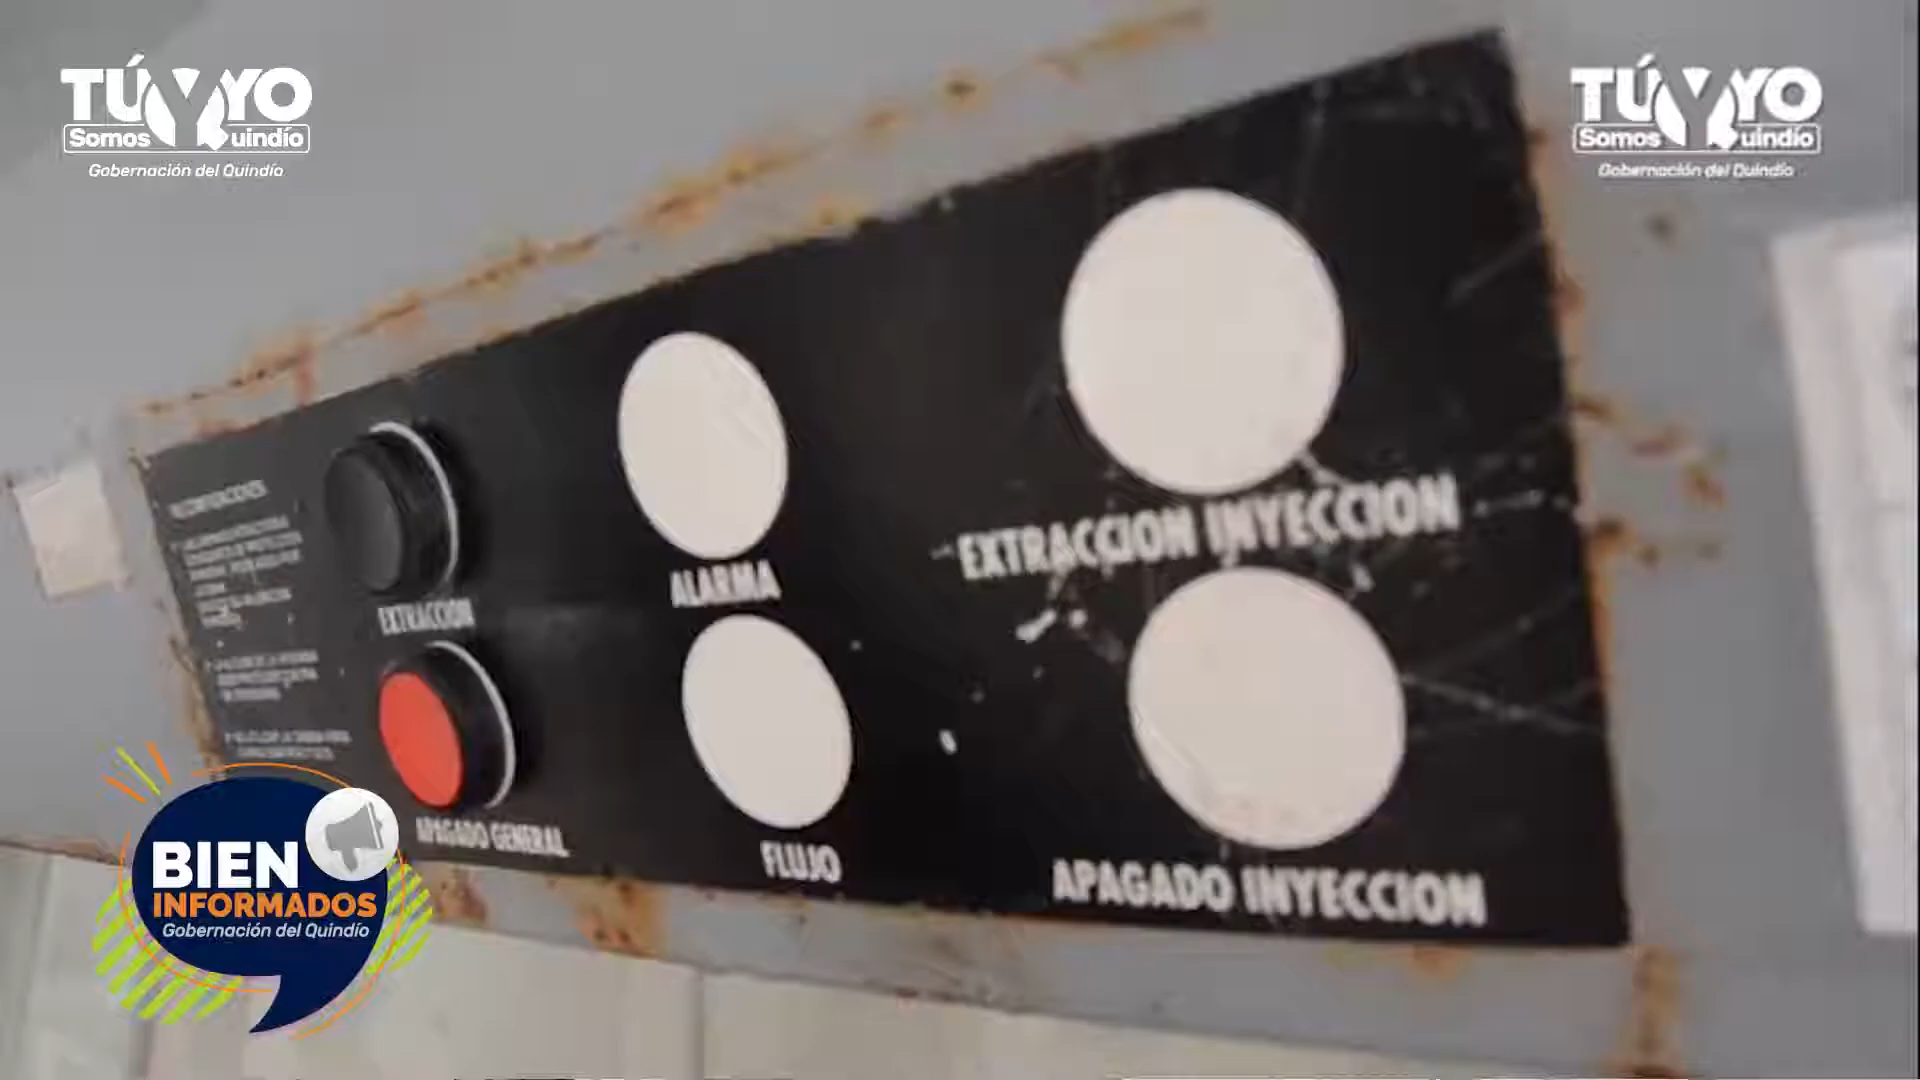 TÚ Y YO
Somos Quindío
Gobernación del Quindío
TÚ Y YO
Somos Quindío
Gobernación del Quindío
EXTRACCION
ALARMA
EXTRACCION INYECCION
APAGADO GENERAL
FLUJO
APAGADO INYECCION
BIEN
INFORMADOS
Gobernación del Quindío